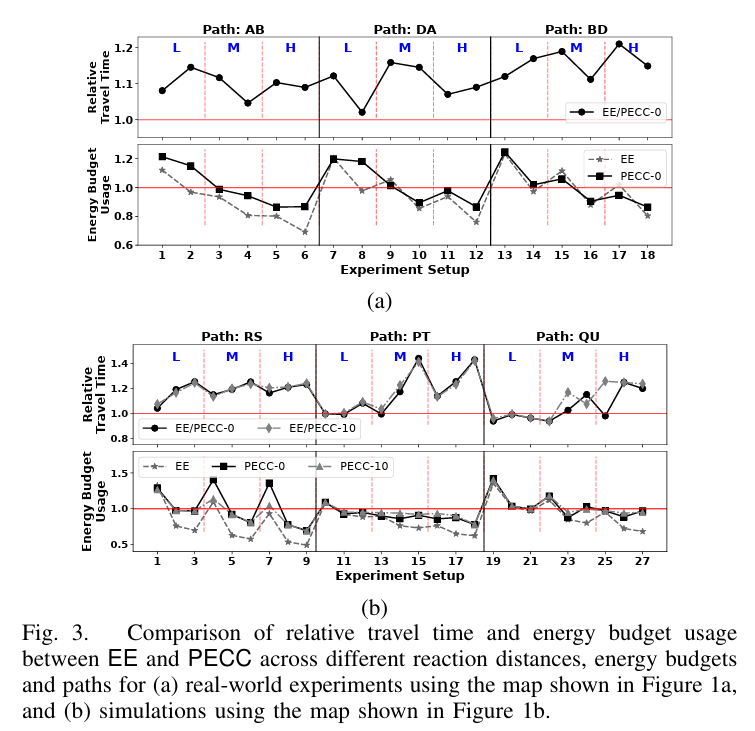 Path: AB Path: DA Path: BD
L M H L M H L M H
Relative
Travel Time
1.2
1.1
1.0
EE/PECC-0
Energy Budget
Usage
1.2
1.0
0.8
0.6
EE
PECC-0
1 2 3 4 5 6 7 8 9 10 11 12 13 14 15 16 17 18
Experiment Setup
(a)
Path: RS Path: PT Path: QU
L M H L M H L M H
Relative
Travel Time
1.4
1.2
1.0
0.8
EE/PECC-0 EE/PECC-10
Energy Budget
Usage
1.5
1.0
0.5
EE PECC-0 PECC-10
1 3 5 7 9 11 13 15 17 19 21 23 25 27
Experiment Setup
(b)
Fig. 3. Comparison of relative travel time and energy budget usage
between EE and PECC across different reaction distances, energy budgets
and paths for (a) real-world experiments using the map shown in Figure 1a,
and (b) simulations using the map shown in Figure 1b.